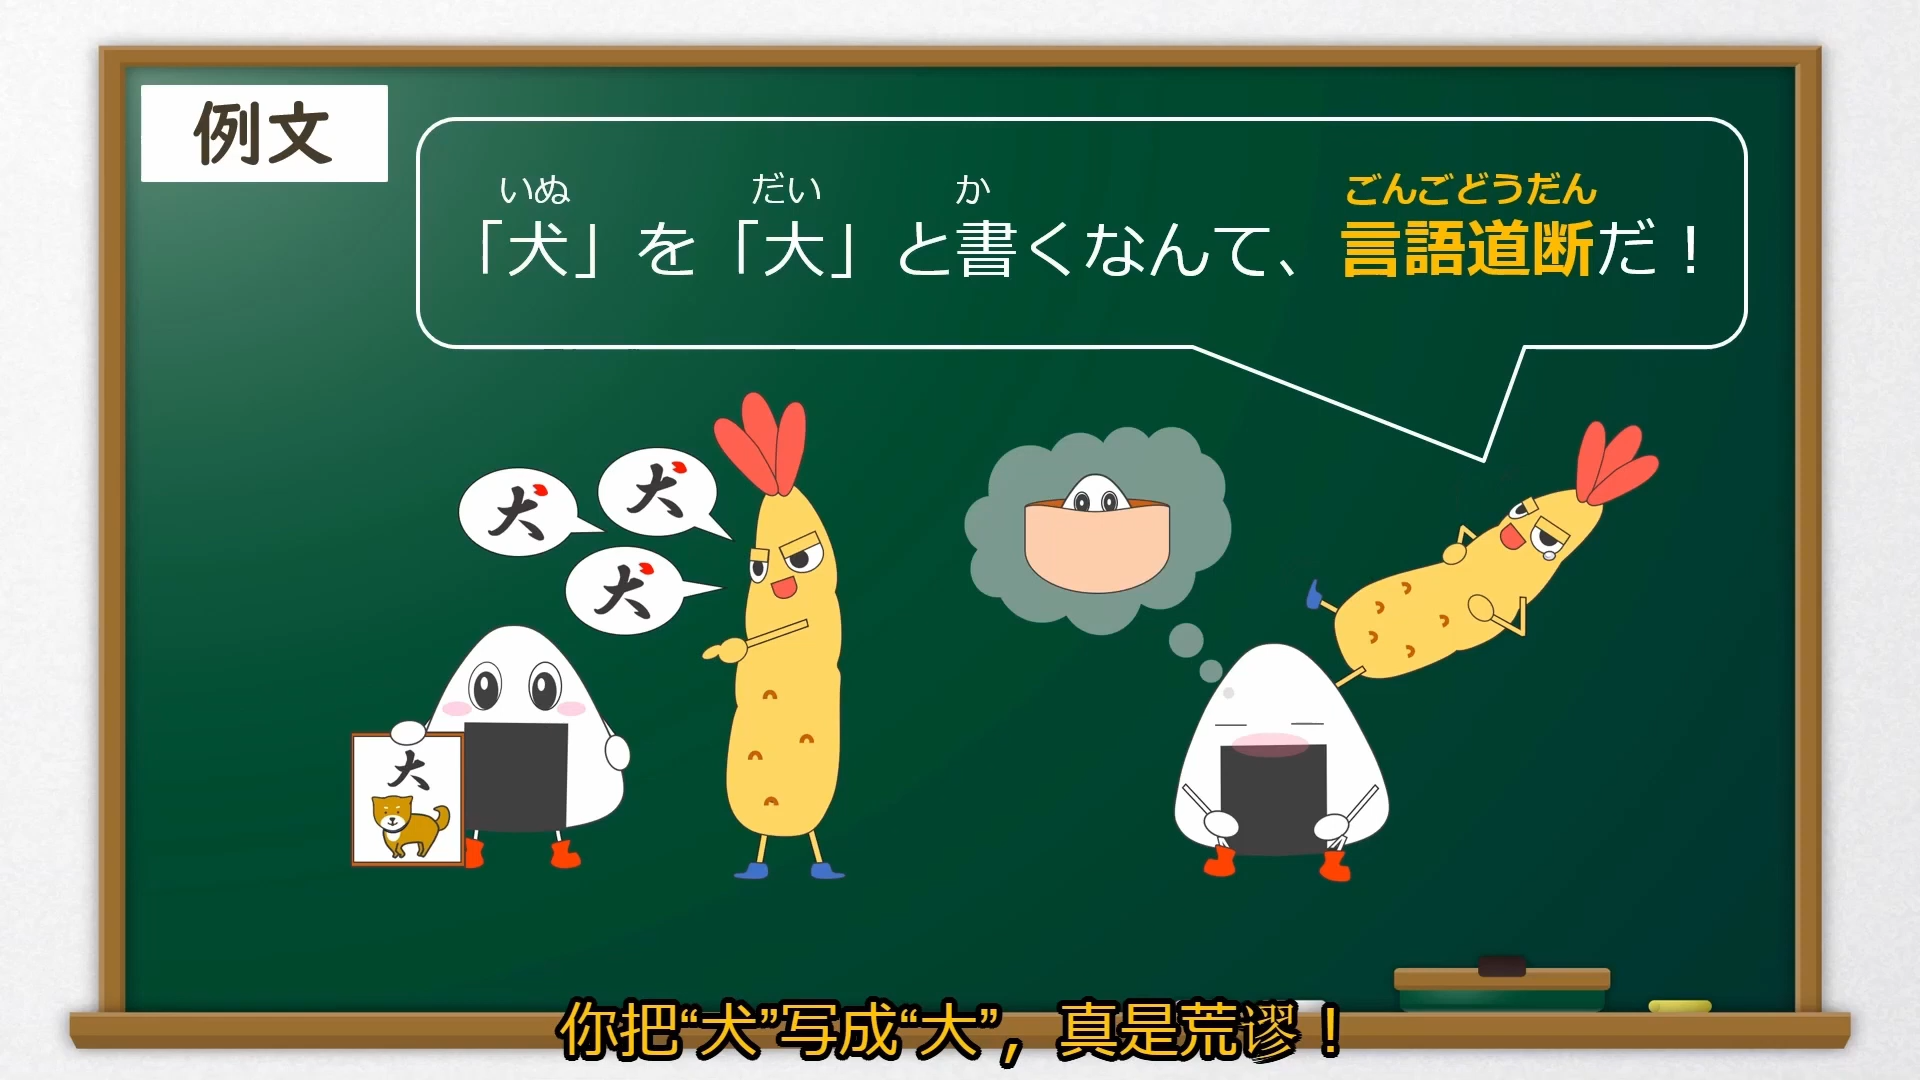 例文
いぬ だい か ごんごどうだん
「犬」を「大」と書くなんて、言語道断だ！
犬
犬
犬
大
你把“犬”写成“大”，真是荒谬！